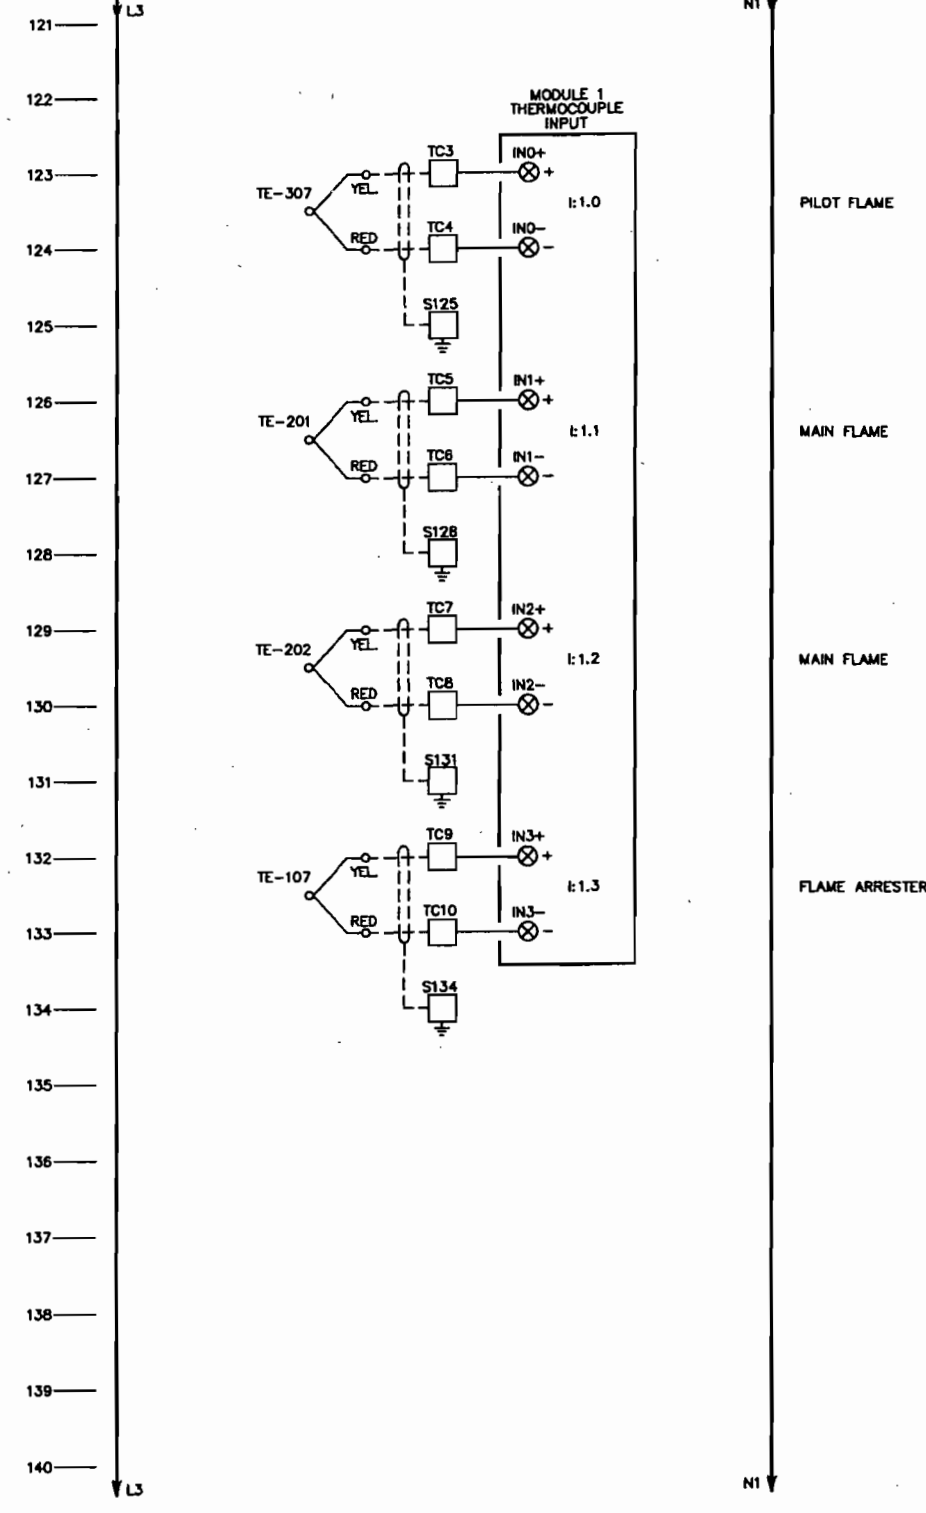 L3
N1
121
122
MODULE 1
THERMOCOUPLE
INPUT
TC3
IN0+
123
+
YEL.
TE-307
I:1.0
PILOT FLAME
TC4
IN0-
RED
124
-
S125
125
TC5
IN1+
126
+
YEL.
TE-201
I:1.1
MAIN FLAME
TC6
IN1-
RED
127
-
S128
128
TC7
IN2+
129
+
YEL.
TE-202
I:1.2
MAIN FLAME
TC8
IN2-
RED
130
-
S131
131
TC9
IN3+
132
+
YEL.
TE-107
I:1.3
FLAME ARRESTER
TC10
IN3-
RED
133
-
S134
134
135
136
137
138
139
140
L3
N1